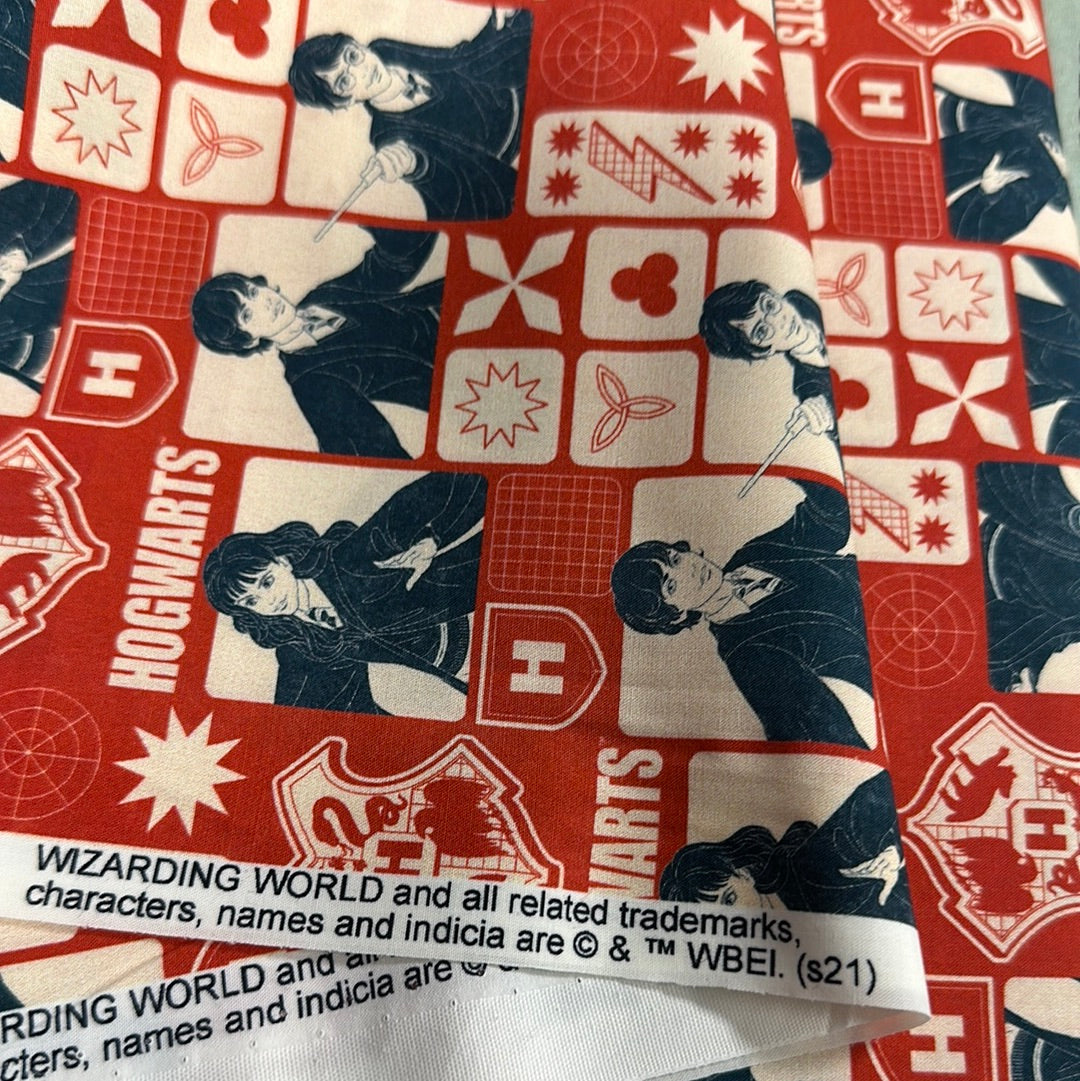 H
H
HOGWARTS
H
WARTS
H
H
WIZARDING WORLD and all related trademarks,
characters, names and indicia are © & ™ WBEI. (s21)
RDING WORLD and
cters, names and indicia are ©
H